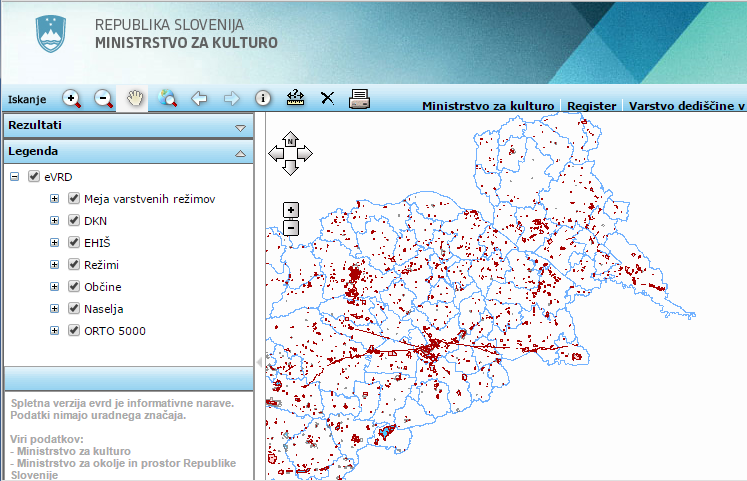 REPUBLIKA SLOVENIJA
MINISTRSTVO ZA KULTURO
Iskanje
Ministrstvo za kulturo Register Varstvo dediščine v
Rezultati
Legenda
eVRD
Meja varstvenih režimov
DKN
EHIŠ
Režimi
Občine
Naselja
ORTO 5000
N
Spletna verzija evrd je informativne narave.
Podatki nimajo uradnega značaja.
Viri podatkov:
- Ministrstvo za kulturo
- Ministrstvo za okolje in prostor Republike
Slovenije